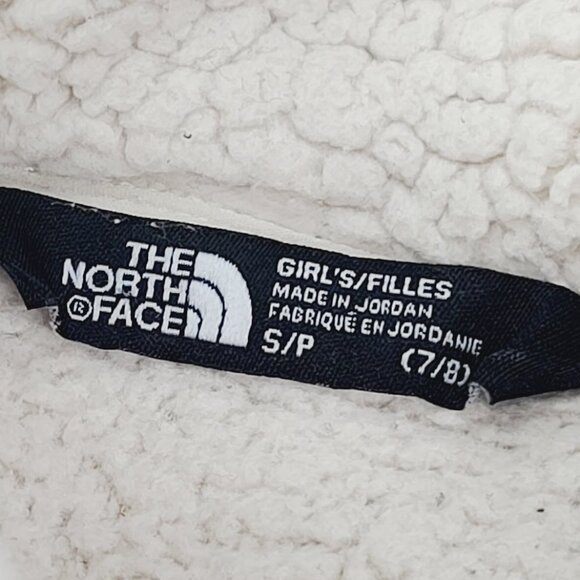 THE
NORTH
®FACE
GIRL'S/FILLES
MADE IN JORDAN
FABRIQUÉ EN JORDANIE
S/P (7/8)